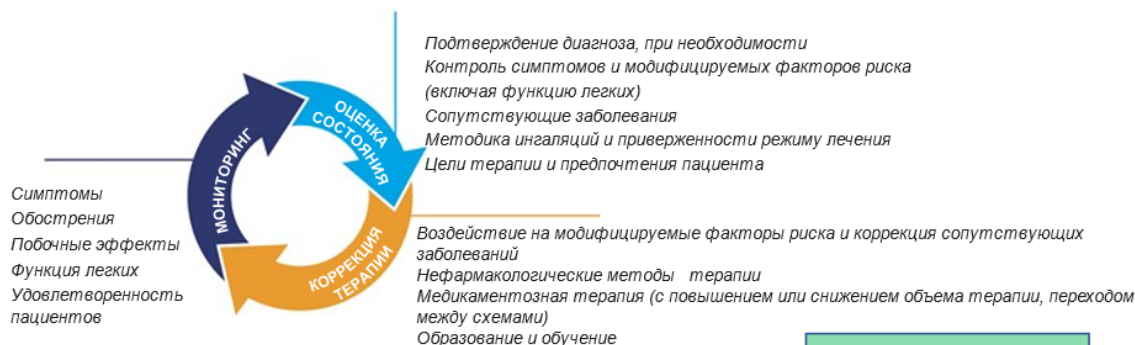 Подтверждение диагноза, при необходимости
Контроль симптомов и модифицируемых факторов риска
(включая функцию легких)
Сопутствующие заболевания
Методика ингаляций и приверженности режиму лечения
Цели терапии и предпочтения пациента
ОЦЕНКА
СОСТОЯНИЯ
МОНИТОРИНГ
Симптомы
Обострения
Побочные эффекты
Функция легких
Удовлетворенность
пациентов
КОРРЕКЦИЯ
ТЕРАПИИ
Воздействие на модифицируемые факторы риска и коррекция сопутствующих
заболеваний
Нефармакологические методы терапии
Медикаментозная терапия (с повышением или снижением объема терапии, переходом
между схемами)
Образование и обучение